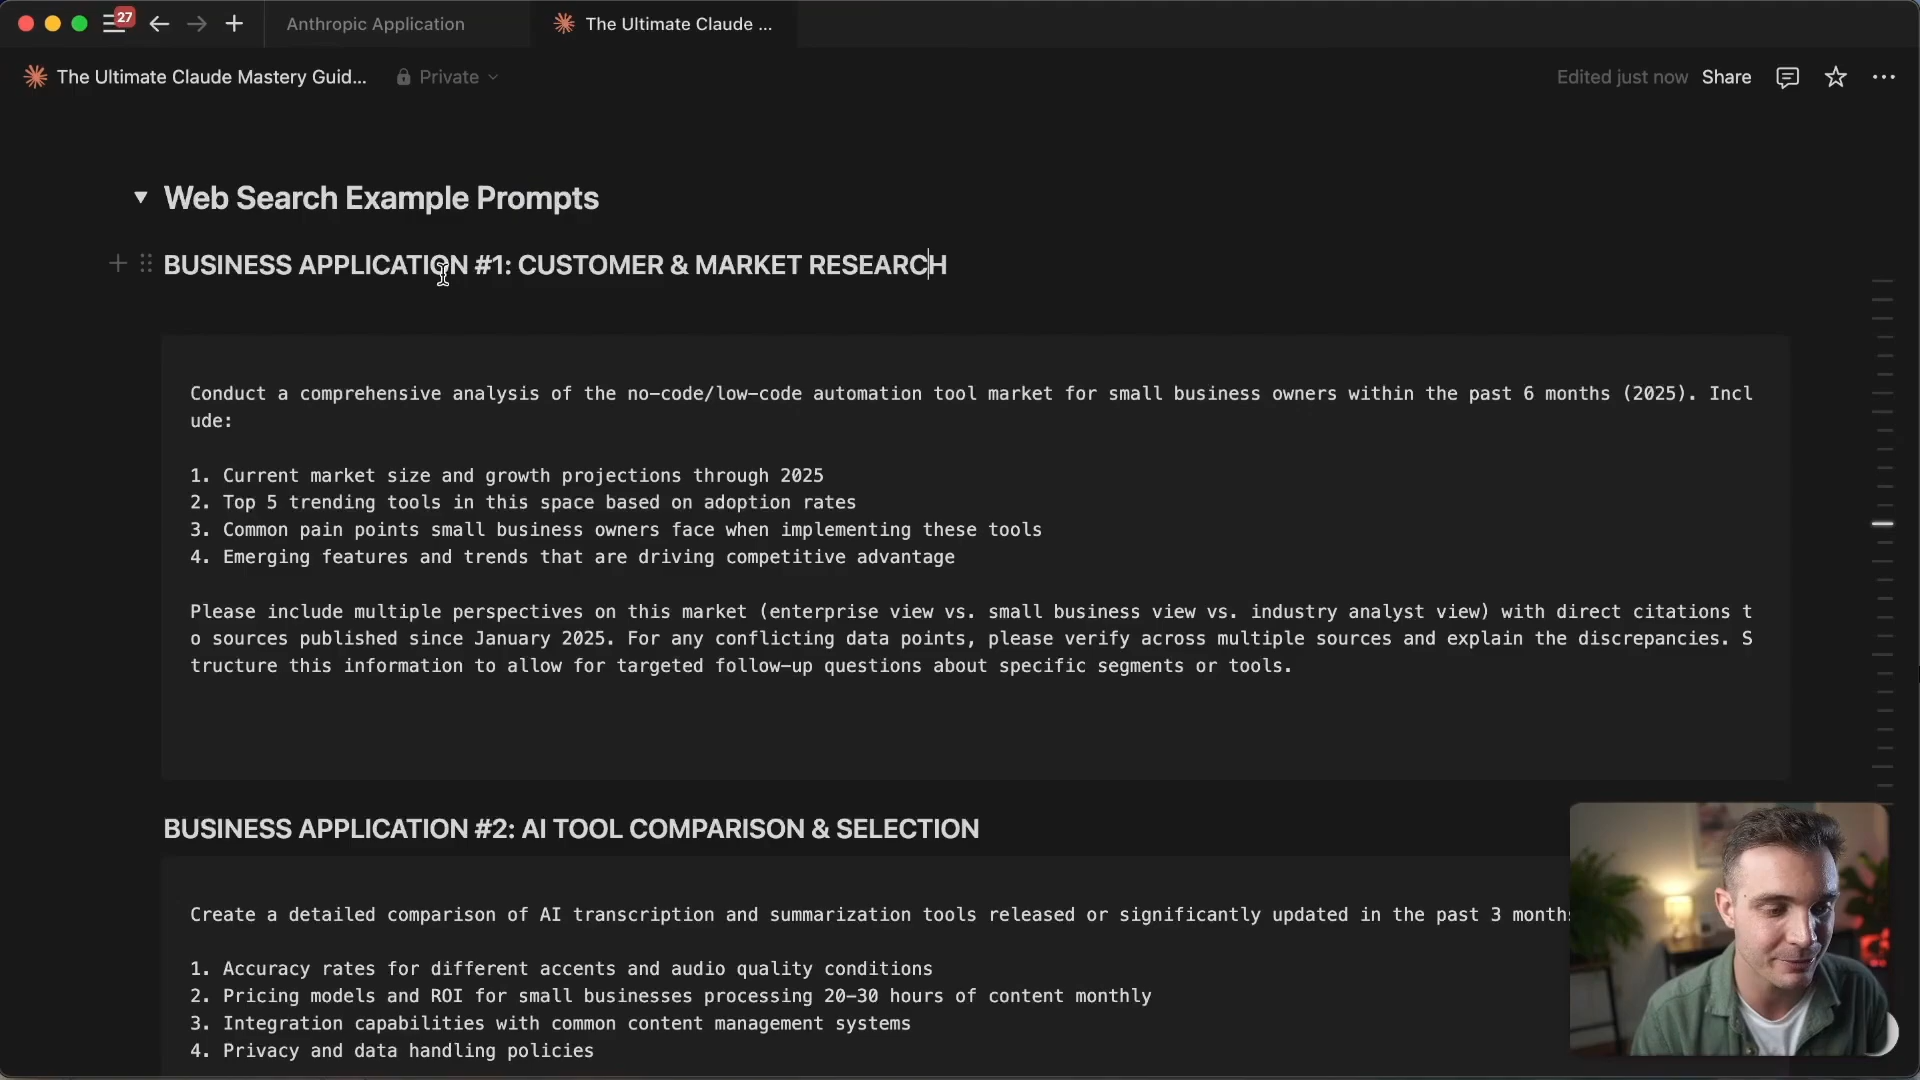 27
Anthropic Application
The Ultimate Claude ...
The Ultimate Claude Mastery Guid...
Private
Edited just now
Share
Web Search Example Prompts
BUSINESS APPLICATION #1: CUSTOMER & MARKET RESEARCH
Conduct a comprehensive analysis of the no-code/low-code automation tool market for small business owners within the past 6 months (2025). Incl
ude:
1. Current market size and growth projections through 2025
2. Top 5 trending tools in this space based on adoption rates
3. Common pain points small business owners face when implementing these tools
4. Emerging features and trends that are driving competitive advantage
Please include multiple perspectives on this market (enterprise view vs. small business view vs. industry analyst view) with direct citations t
o sources published since January 2025. For any conflicting data points, please verify across multiple sources and explain the discrepancies. S
tructure this information to allow for targeted follow-up questions about specific segments or tools.
BUSINESS APPLICATION #2: AI TOOL COMPARISON & SELECTION
Create a detailed comparison of AI transcription and summarization tools released or significantly updated in the past 3 months
1. Accuracy rates for different accents and audio quality conditions
2. Pricing models and ROI for small businesses processing 20-30 hours of content monthly
3. Integration capabilities with common content management systems
4. Privacy and data handling policies